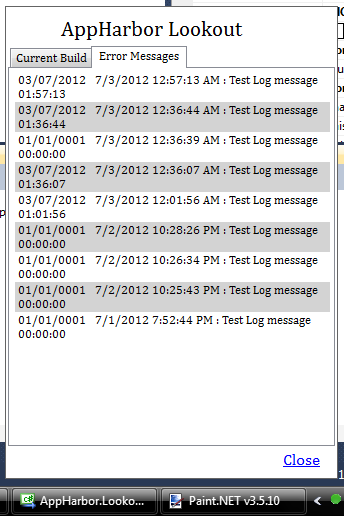 AppHarbor Lookout
Current Build
Error Messages
03/07/2012 7/3/2012 12:57:13 AM : Test Log message
01:57:13
03/07/2012 7/3/2012 12:36:44 AM : Test Log message
01:36:44
01/01/0001 7/3/2012 12:36:39 AM : Test Log message
00:00:00
03/07/2012 7/3/2012 12:36:07 AM : Test Log message
01:36:07
03/07/2012 7/3/2012 12:01:56 AM : Test Log message
01:01:56
01/01/0001 7/2/2012 10:28:26 PM : Test Log message
00:00:00
01/01/0001 7/2/2012 10:26:34 PM : Test Log message
00:00:00
01/01/0001 7/2/2012 10:25:43 PM : Test Log message
00:00:00
01/01/0001 7/1/2012 7:52:44 PM : Test Log message
00:00:00
Close
AppHarbor.Looko...
Paint.NET v3.5.10